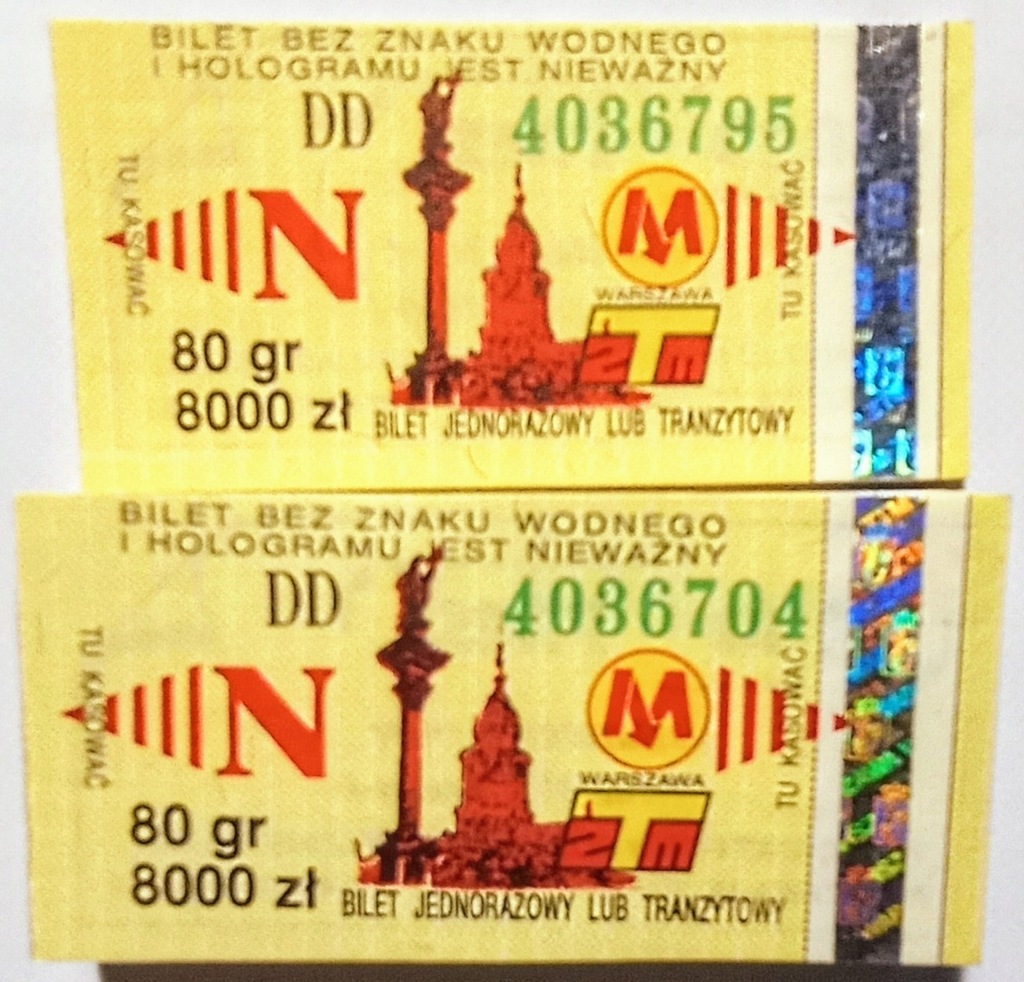 BILET BEZ ZNAKU WODNEGO
I HOLOGRAMU JEST NIEWAŻNY
DD 4036795
TU KASOWAĆ
N
M
TU KASOWAĆ
WARSZAWA
ZTm
80 gr
8000 zł
BILET JEDNORAZOWY LUB TRANZYTOWY
BILET BEZ ZNAKU WODNEGO
I HOLOGRAMU JEST NIEWAŻNY
DD 4036704
TU KASOWAĆ
N
M
TU KASOWAĆ
WARSZAWA
ZTm
80 gr
8000 zł
BILET JEDNORAZOWY LUB TRANZYTOWY